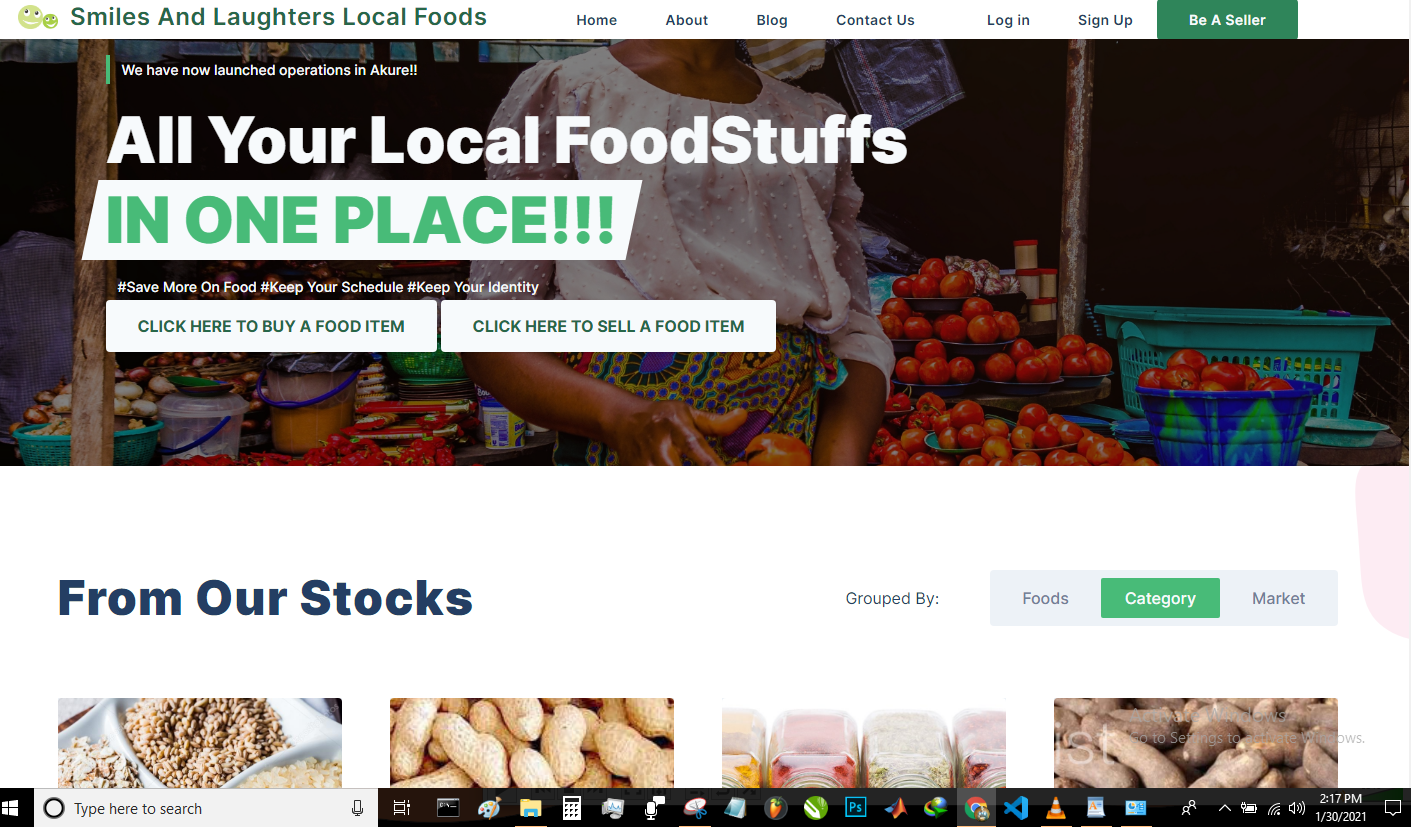 Smiles And Laughters Local Foods
Home About Blog Contact Us Log in Sign Up Be A Seller
We have now launched operations in Akure!!
All Your Local FoodStuffs
IN ONE PLACE!!!
#Save More On Food #Keep Your Schedule #Keep Your Identity
CLICK HERE TO BUY A FOOD ITEM CLICK HERE TO SELL A FOOD ITEM
From Our Stocks
Grouped By: Foods Category Market
Activate Windows
Go to Settings to activate Windows.
Type here to search
Ps
2:17 PM
1/30/2021